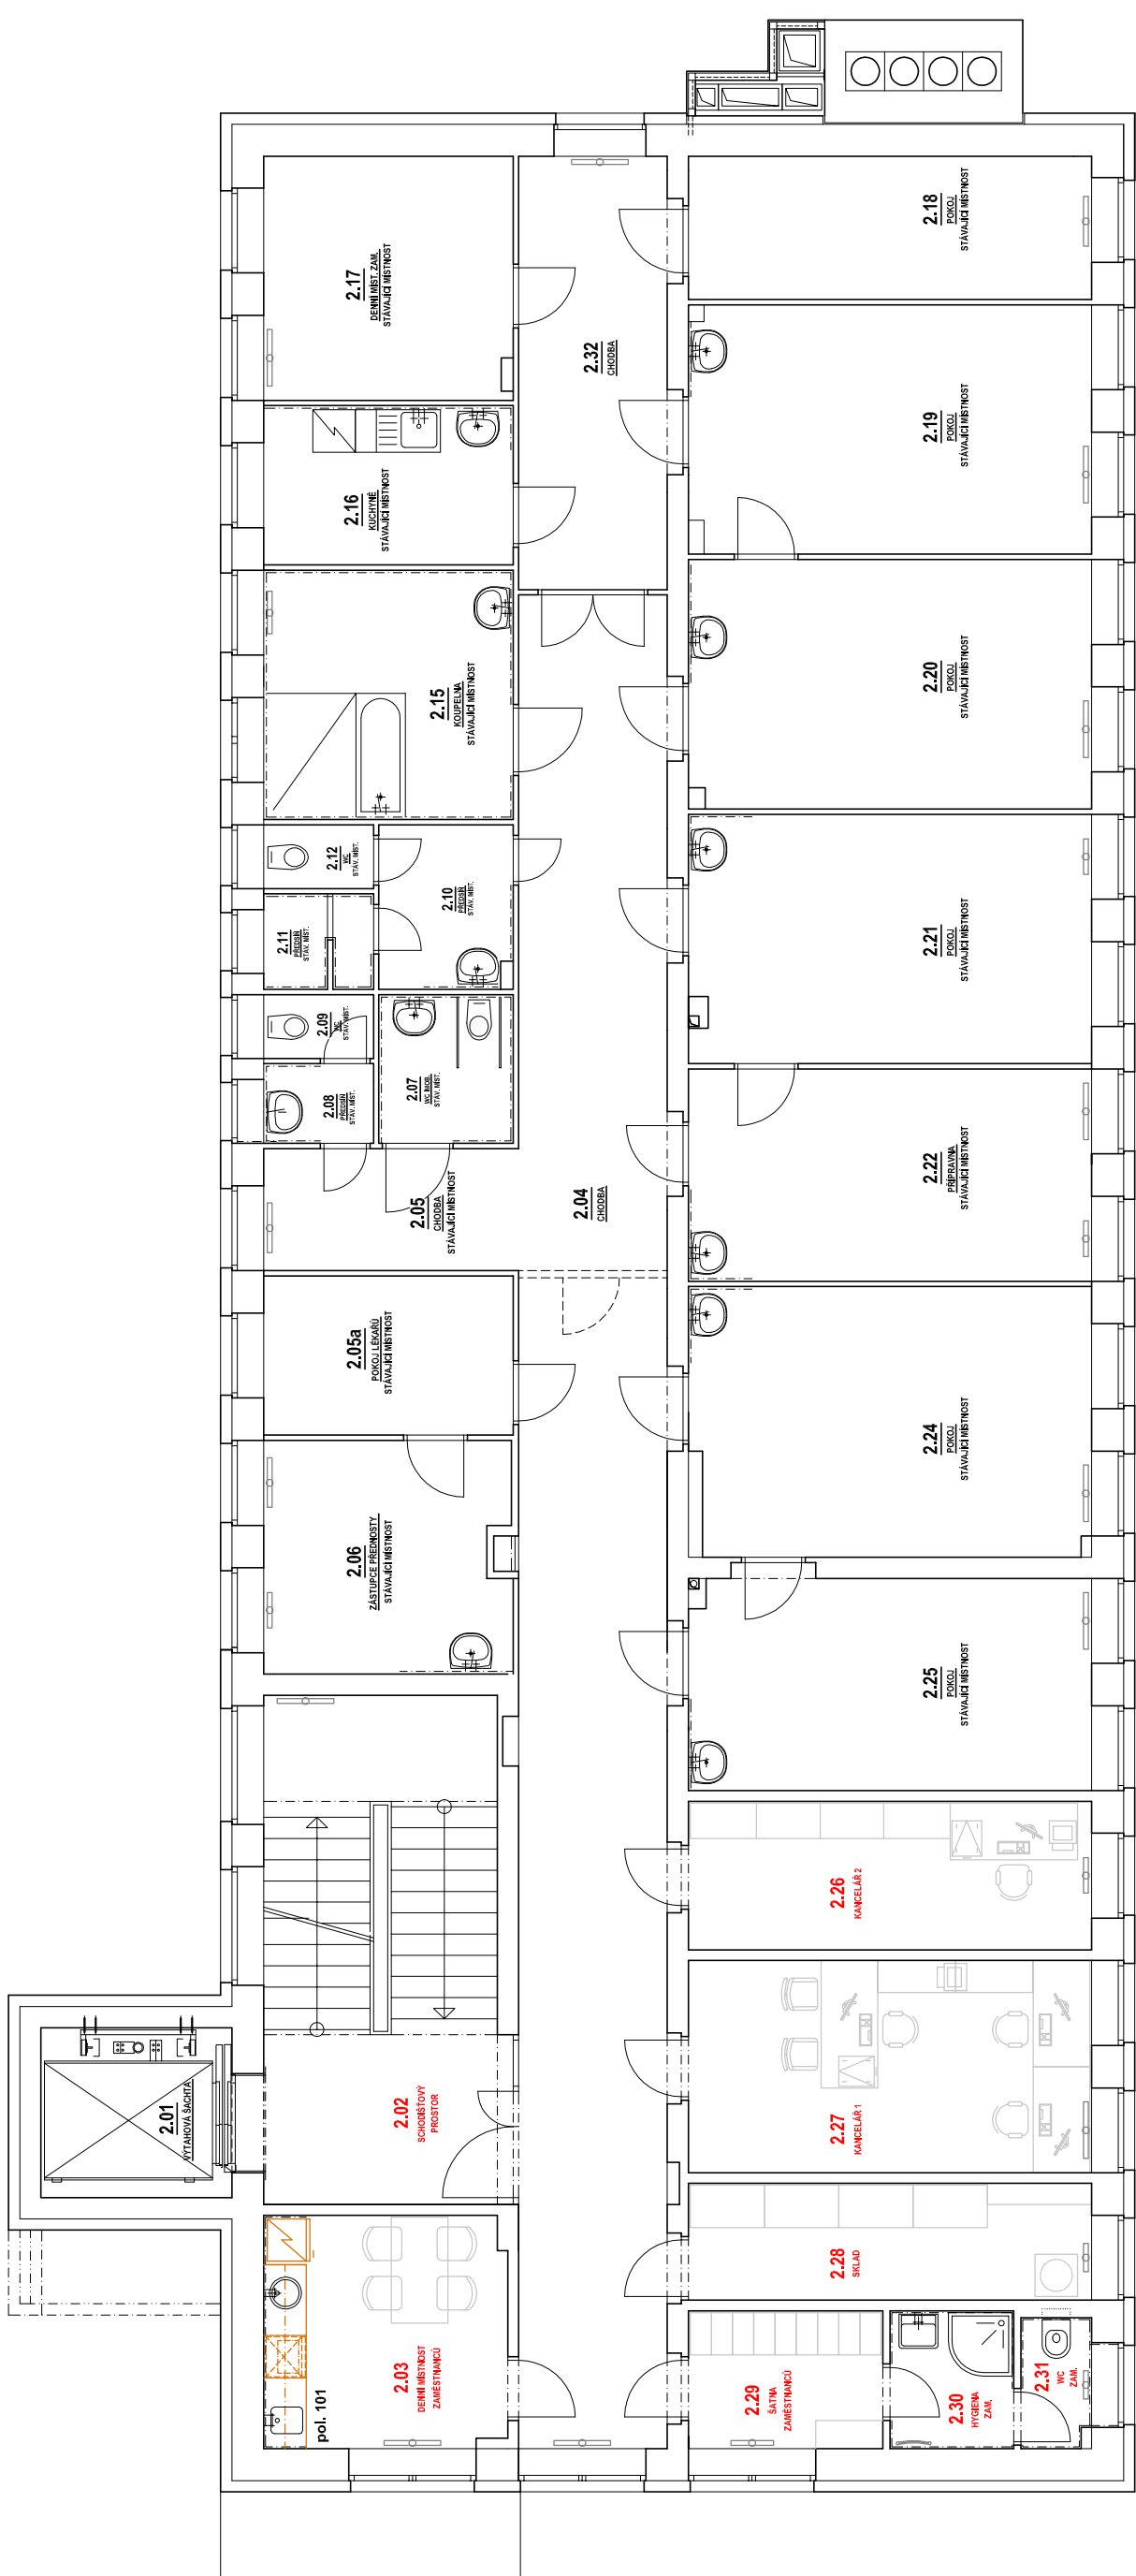 2.18
POKOJ
STÁVAJÍCÍ MÍSTNOST
2.17
DENNÍ MÍST. ZAM.
STÁVAJÍCÍ MÍSTNOST
2.32
CHODBA
2.19
POKOJ
STÁVAJÍCÍ MÍSTNOST
2.16
KUCHYNĚ
STÁVAJÍCÍ MÍSTNOST
2.15
KOUPELNA
STÁVAJÍCÍ MÍSTNOST
2.20
POKOJ
STÁVAJÍCÍ MÍSTNOST
2.12
WC
STÁV. MÍST.
2.10
PŘEDSÍŇ
STÁV. MÍST.
2.11
PŘEDSÍŇ
STÁV. MÍST.
2.21
POKOJ
STÁVAJÍCÍ MÍSTNOST
2.09
WC
STÁV. MÍST.
2.08
PŘEDSÍŇ
STÁV. MÍST.
2.07
WC IMOB.
STÁV. MÍST.
2.05
CHODBA
STÁVAJÍCÍ MÍSTNOST
2.04
CHODBA
2.22
PŘÍPRAVNA
STÁVAJÍCÍ MÍSTNOST
2.05a
POKOJ LÉKAŘŮ
STÁVAJÍCÍ MÍSTNOST
2.24
POKOJ
STÁVAJÍCÍ MÍSTNOST
2.06
ZÁSTUPCE PŘEDNOSTY
STÁVAJÍCÍ MÍSTNOST
2.25
POKOJ
STÁVAJÍCÍ MÍSTNOST
2.26
KANCELÁŘ 2
2.01
VÝTAHOVÁ ŠACHTA
2.02
SCHODIŠŤOVÝ
PROSTOR
2.27
KANCELÁŘ 1
2.28
SKLAD
2.03
DENNÍ MÍSTNOST
ZAMĚSTNANCŮ
pol. 101
2.29
ŠATNA
ZAMĚSTNANCŮ
2.30
HYGIENA
ZAM.
2.31
WC
ZAM.